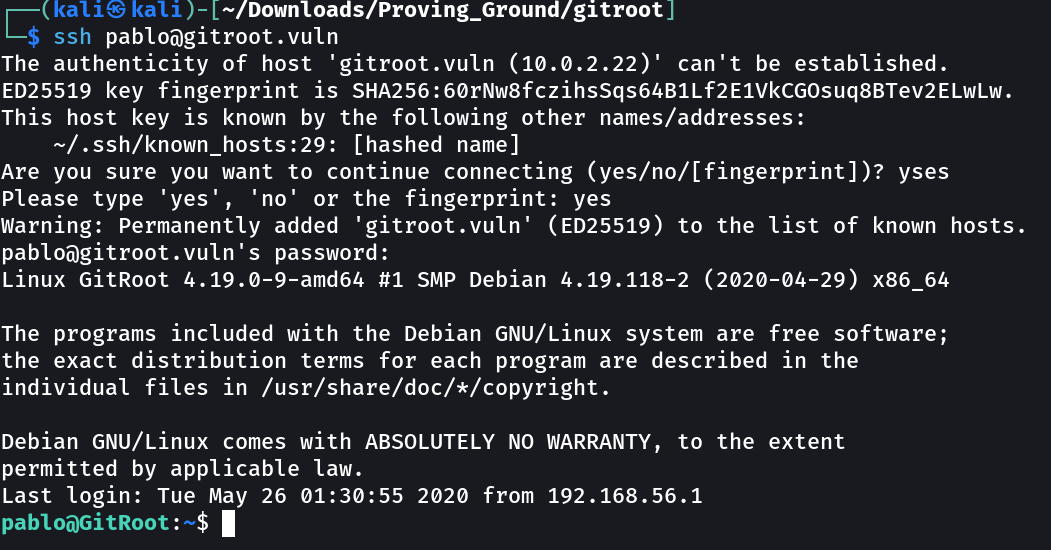 ┌──(kali㉿kali)-[~/Downloads/Proving_Ground/gitroot]
└─$ ssh pablo@gitroot.vuln
The authenticity of host 'gitroot.vuln (10.0.2.22)' can't be established.
ED25519 key fingerprint is SHA256:60rNw8fczihsSqs64B1Lf2E1VkCGOsuq8BTev2ELwLw.
This host key is known by the following other names/addresses:
    ~/.ssh/known_hosts:29: [hashed name]
Are you sure you want to continue connecting (yes/no/[fingerprint])? yses
Please type 'yes', 'no' or the fingerprint: yes
Warning: Permanently added 'gitroot.vuln' (ED25519) to the list of known hosts.
pablo@gitroot.vuln's password:
Linux GitRoot 4.19.0-9-amd64 #1 SMP Debian 4.19.118-2 (2020-04-29) x86_64

The programs included with the Debian GNU/Linux system are free software;
the exact distribution terms for each program are described in the
individual files in /usr/share/doc/*/copyright.

Debian GNU/Linux comes with ABSOLUTELY NO WARRANTY, to the extent
permitted by applicable law.
Last login: Tue May 26 01:30:55 2020 from 192.168.56.1
pablo@GitRoot:~$